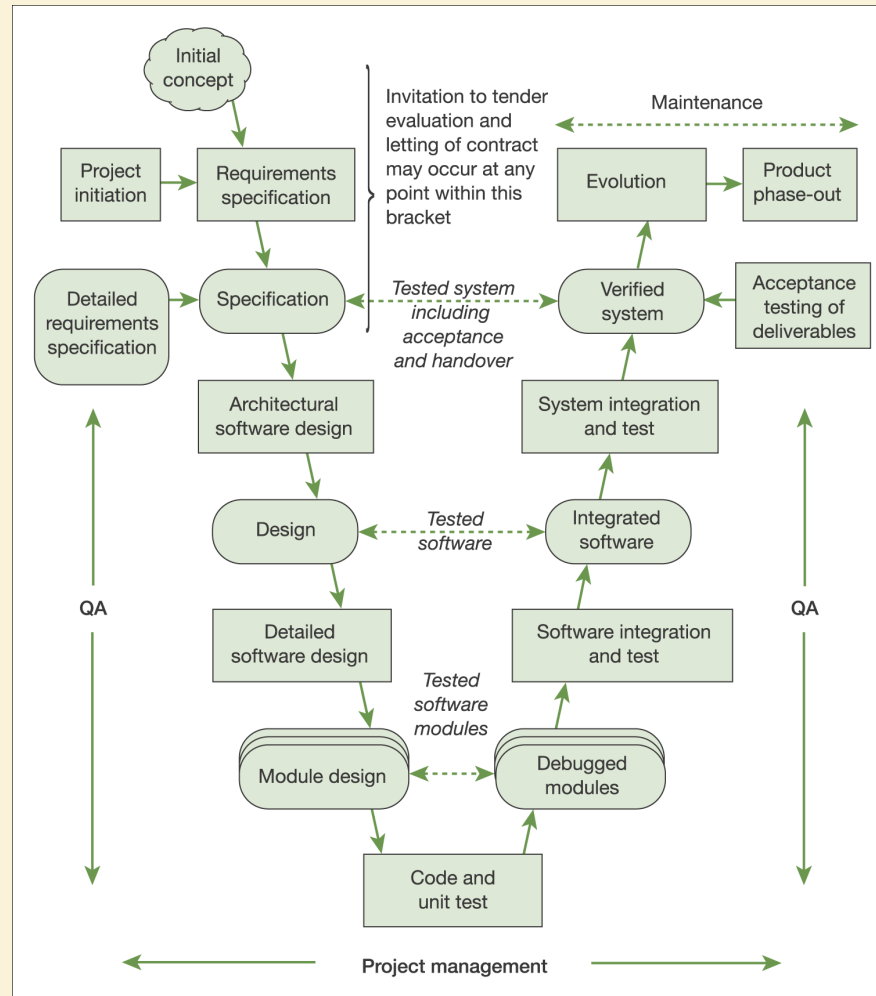 Initial
concept
Invitation to tender
evaluation and
letting of contract
may occur at any
point within this
bracket
Maintenance
Project
initiation
Requirements
specification
Evolution
Product
phase-out
Detailed
requirements
specification
Specification
Tested system
including
acceptance
and handover
Verified
system
Acceptance
testing of
deliverables
Architectural
software design
System integration
and test
Design
Tested
software
Integrated
software
QA
QA
Detailed
software design
Software integration
and test
Tested
software
modules
Module design
Debugged
modules
Code and
unit test
Project management